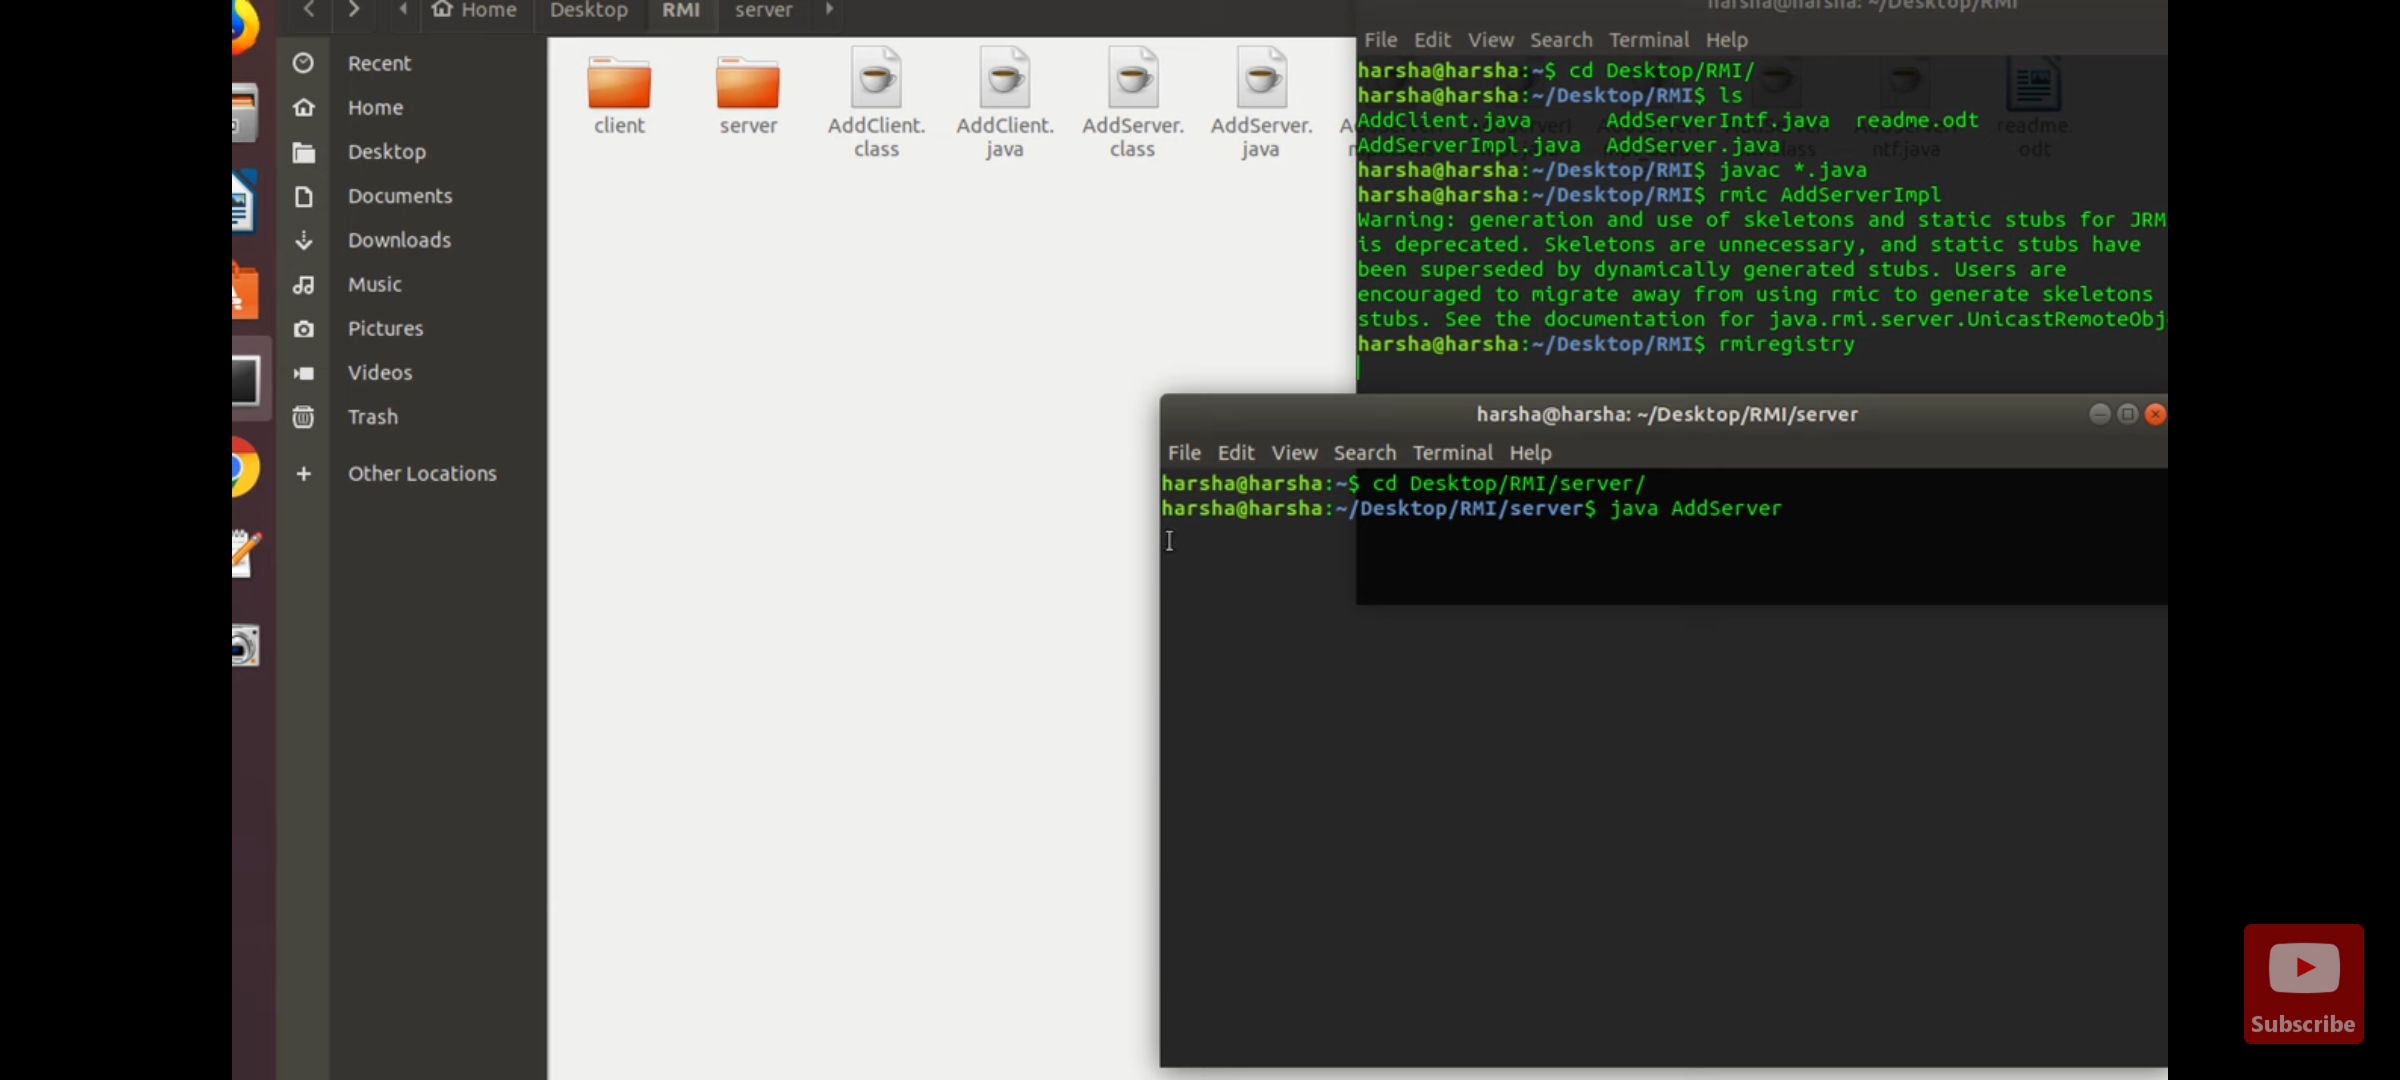 Home Desktop RMI server
Recent
Home
Desktop
Documents
Downloads
Music
Pictures
Videos
Trash
Other Locations
client
server
AddClient.
class
AddClient.
java
AddServer.
class
AddServer.
java
harsha@harsha: ~/Desktop/RMI
File Edit View Search Terminal Help
harsha@harsha:~$ cd Desktop/RMI/
harsha@harsha:~/Desktop/RMI$ ls
AddClient.java AddServerIntf.java readme.odt
AddServerImpl.java AddServer.java
harsha@harsha:~/Desktop/RMI$ javac *.java
harsha@harsha:~/Desktop/RMI$ rmic AddServerImpl
Warning: generation and use of skeletons and static stubs for JRM
is deprecated. Skeletons are unnecessary, and static stubs have
been superseded by dynamically generated stubs. Users are
encouraged to migrate away from using rmic to generate skeletons
stubs. See the documentation for java.rmi.server.UnicastRemoteObj
harsha@harsha:~/Desktop/RMI$ rmiregistry
readme.
odt
ntf.java
harsha@harsha: ~/Desktop/RMI/server
File Edit View Search Terminal Help
harsha@harsha:~$ cd Desktop/RMI/server/
harsha@harsha:~/Desktop/RMI/server$ java AddServer
Subscribe